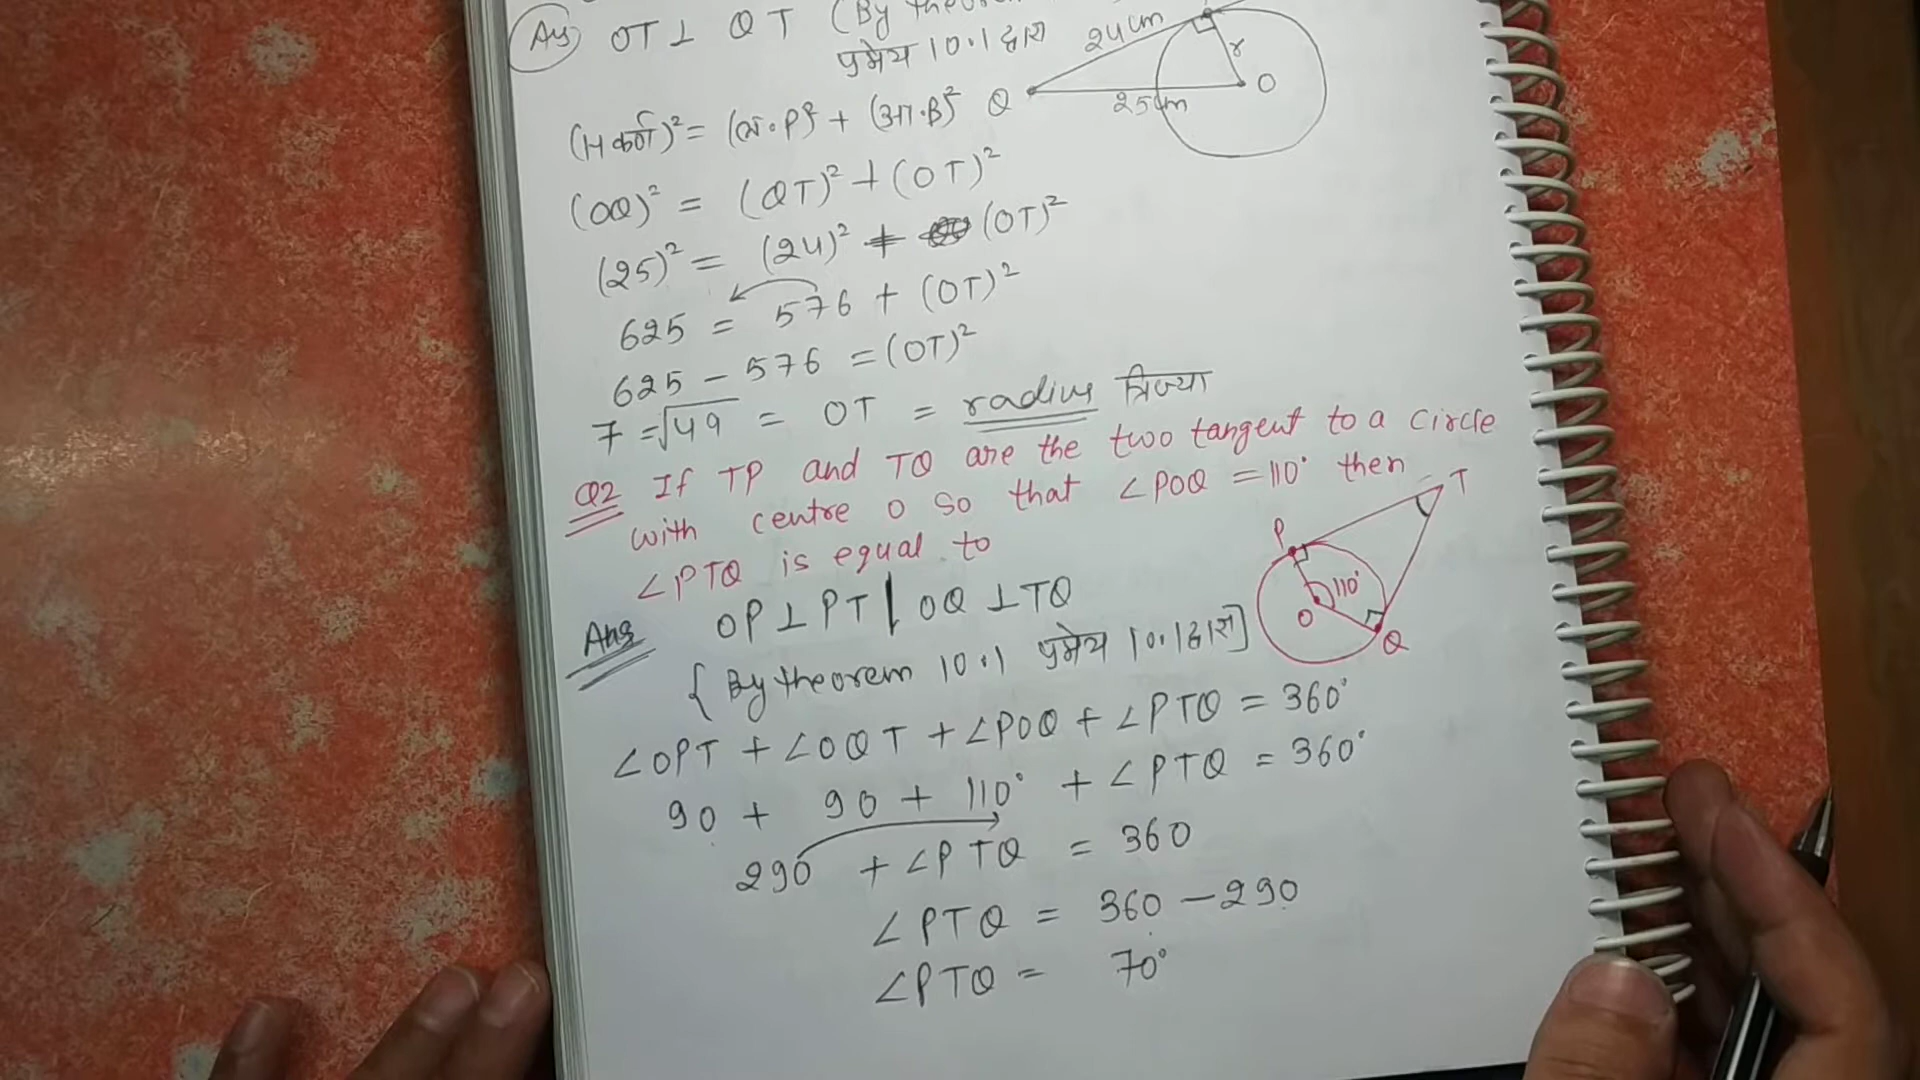 Ans OT ⊥ QT (By theorem
प्रमेय 10.1 द्वारा
24 cm
r
O
25 cm
Q
(H कर्ण)² = (ल.P)² + (आ.B)²
(OQ)² = (QT)² + (OT)²
(25)² = (24)² + (OT)²
625 = 576 + (OT)²
625 - 576 = (OT)²
7 = √49 = OT = radius त्रिज्या
Q2 If TP and TQ are the two tangent to a circle
with centre O so that ∠POQ = 110° then
∠PTQ is equal to
T
P
110°
O
Q
Ans OP ⊥ PT | OQ ⊥ TQ
{By theorem 10.1 प्रमेय 10.1 द्वारा]
∠OPT + ∠OQT + ∠POQ + ∠PTQ = 360°
90 + 90 + 110° + ∠PTQ = 360°
290 + ∠PTQ = 360
∠PTQ = 360 - 290
∠PTQ = 70°